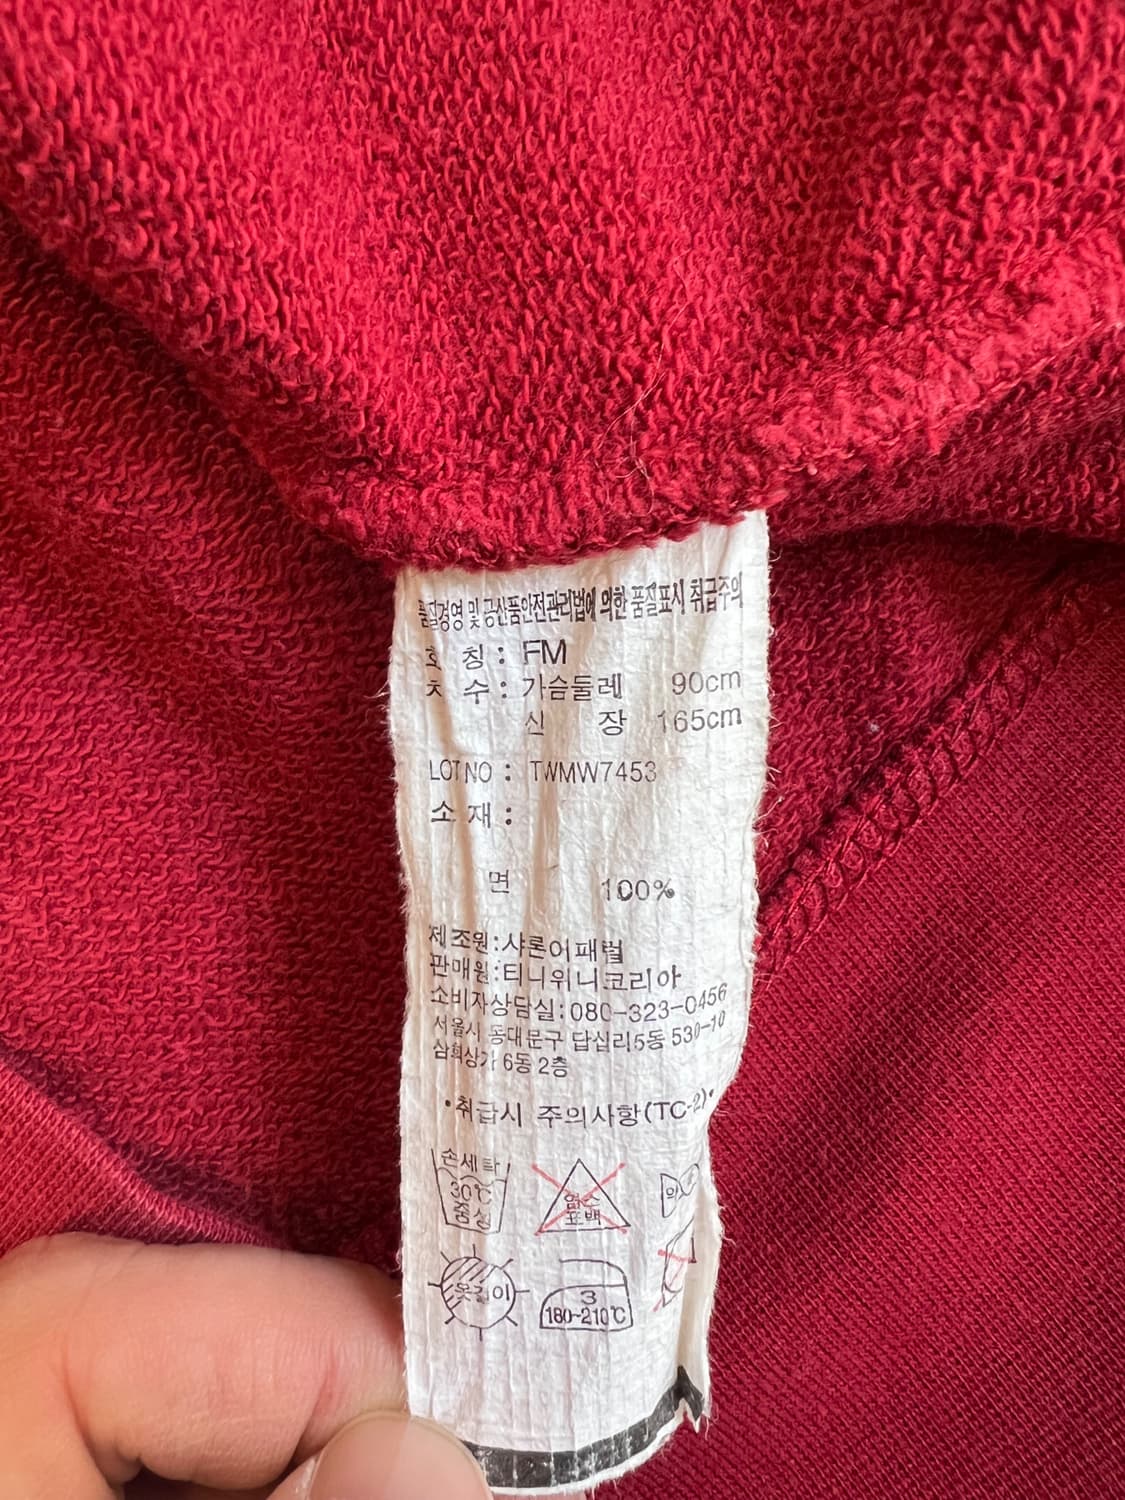 품질경영 및 공산품안전관리법에 의한 품질표시 취급주의
호 칭 : FM
치 수 : 가슴둘레 90cm
신 장 165cm
LOT NO : TWMW7453
소 재 :
면 100%
제조원:샤론어패럴
판매원:티니위니코리아
소비자상담실:080-323-0456
서울시 동대문구 답십리5동 530-10
삼희상가 6동 2층
•취급시 주의사항(TC-2)•
손세탁
30℃
중성
염소
표백
약
옷걸이
3
180~210℃